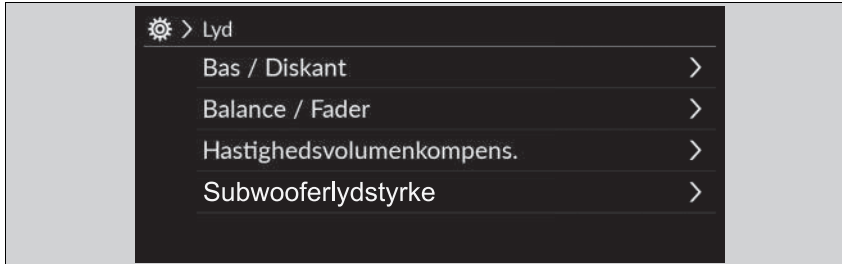 Lyd
Bas / Diskant
Balance / Fader
Hastighedsvolumenkompens.
Subwooferlydstyrke